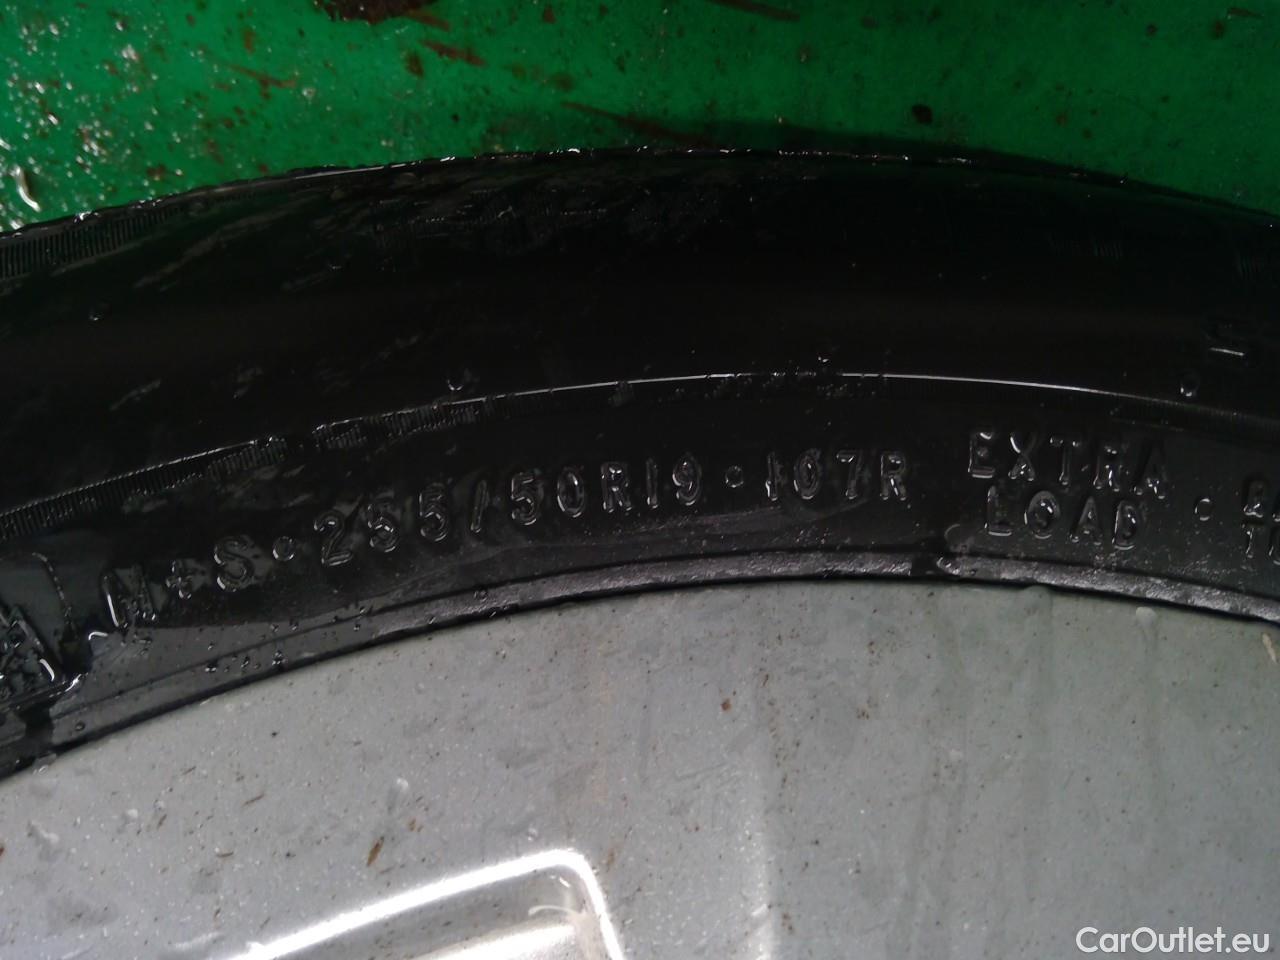 M+S · 255/50R19 · 107R EXTRA LOAD ·
CarOutlet.eu